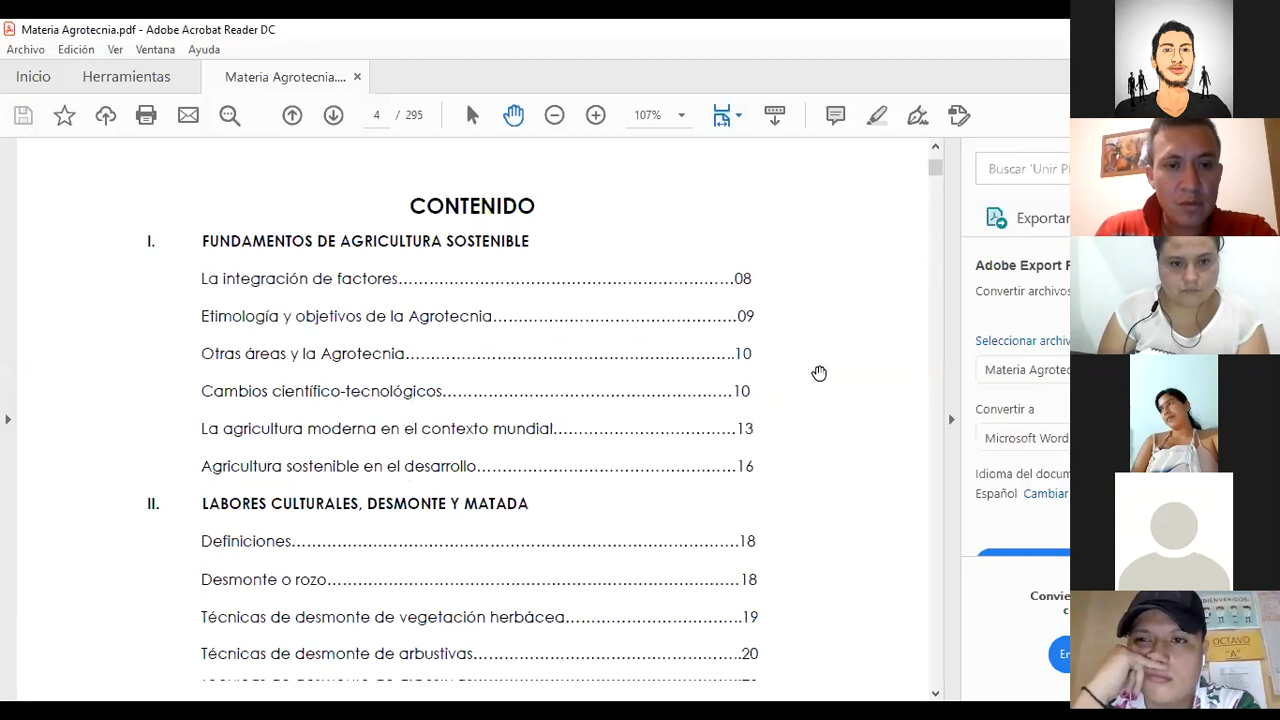 Materia Agrotecnia.pdf - Adobe Acrobat Reader DC
Archivo Edición Ver Ventana Ayuda
Inicio Herramientas Materia Agrotecnia.... ×
4 / 295 107%
CONTENIDO
I. FUNDAMENTOS DE AGRICULTURA SOSTENIBLE
La integración de factores……………………………………………………08
Etimología y objetivos de la Agrotecnia……………………………………09
Otras áreas y la Agrotecnia…………………………………………………..10
Cambios científico-tecnológicos……………………………………………10
La agricultura moderna en el contexto mundial……………………………13
Agricultura sostenible en el desarrollo………………………………………16
II. LABORES CULTURALES, DESMONTE Y MATADA
Definiciones……………………………………………………………………..18
Desmonte o rozo………………………………………………………………18
Técnicas de desmonte de vegetación herbácea…………………………..19
Técnicas de desmonte de arbustivas………………………………………..20
Buscar 'Unir
Exportar
Adobe Export
Convertir archivos
Seleccionar
Materia
Convertir a
Microsoft Word
Idioma del
Español Cambiar
BIENVENIDOS
OCTAVO
"A"